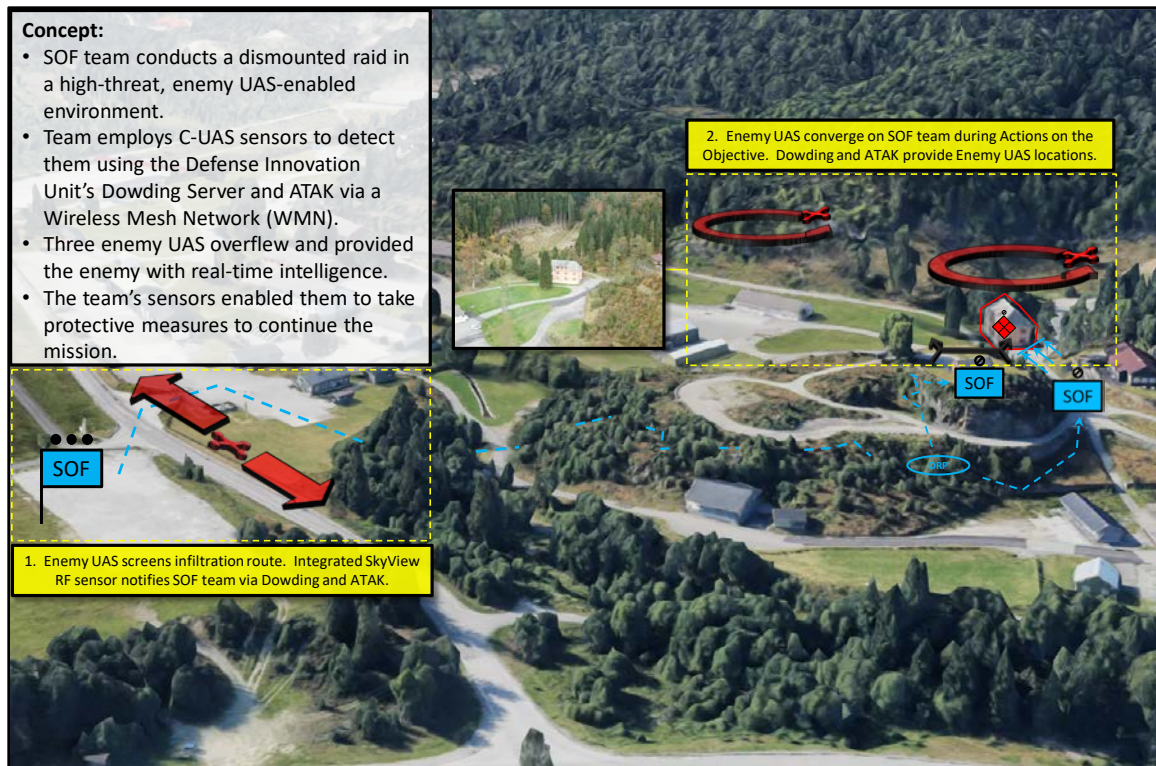 Concept:
• SOF team conducts a dismounted raid in
a high-threat, enemy UAS-enabled
environment.
• Team employs C-UAS sensors to detect
them using the Defense Innovation
Unit's Dowding Server and ATAK via a
Wireless Mesh Network (WMN).
• Three enemy UAS overflew and provided
the enemy with real-time intelligence.
• The team's sensors enabled them to take
protective measures to continue the
mission.
2. Enemy UAS converge on SOF team during Actions on the
Objective. Dowding and ATAK provide Enemy UAS locations.
SOF
SOF
SOF
ORP
1. Enemy UAS screens infiltration route. Integrated SkyView
RF sensor notifies SOF team via Dowding and ATAK.